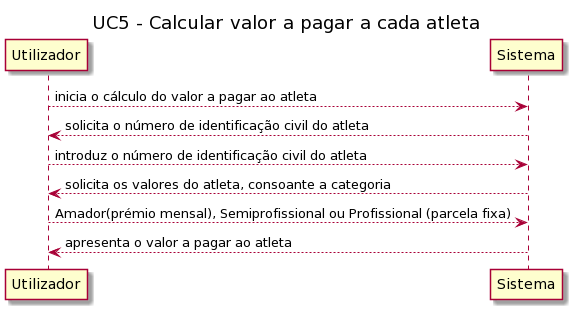 UC5 - Calcular valor a pagar a cada atleta
Utilizador
Sistema
inicia o cálculo do valor a pagar ao atleta
solicita o número de identificação civil do atleta
introduz o número de identificação civil do atleta
solicita os valores do atleta, consoante a categoria
Amador(prémio mensal), Semiprofissional ou Profissional (parcela fixa)
apresenta o valor a pagar ao atleta
Utilizador
Sistema